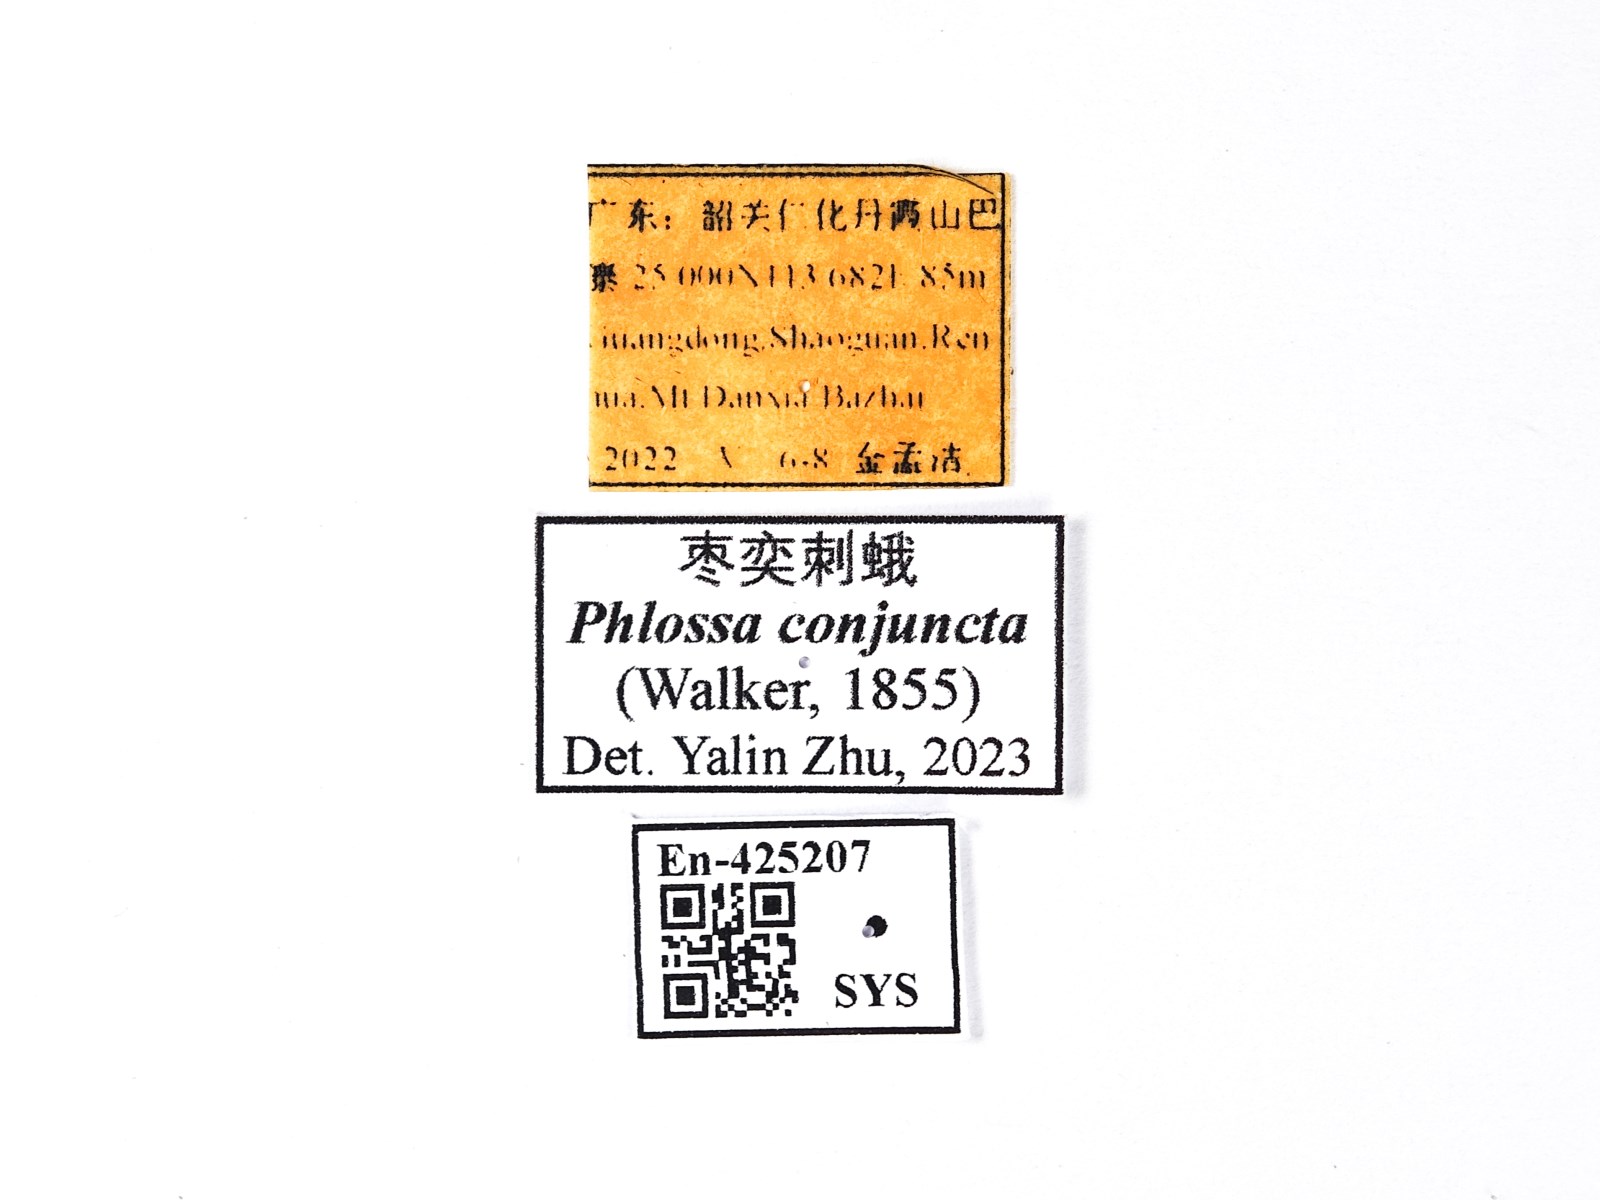 广东：韶关仁化丹霞山巴
寨 25.000N113.682E 85m
Guangdong,Shaoguan,Ren
hua,Mt Danxia Bazhai
2022 V 6-8 金孟洁
枣奕刺蛾
Phlossa conjuncta
(Walker, 1855)
Det. Yalin Zhu, 2023
En-425207
SYS